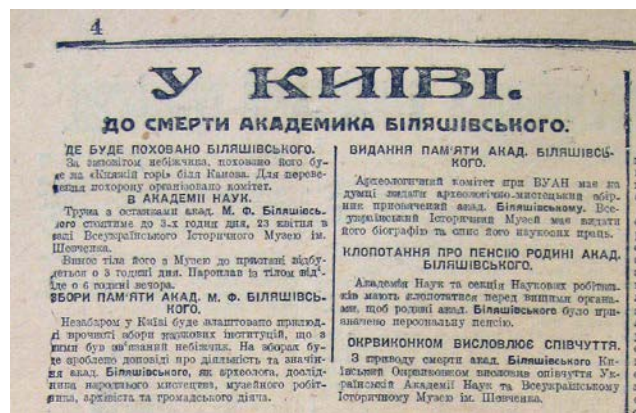 4
У КИІВІ.
ДО СМЕРТИ АКАДЕМИКА БІЛЯШІВСЬКОГО.
ДЕ БУДЕ ПОХОВАНО БІЛЯШІВСЬКОГО.
За заповітом небіжчика, поховано його бу-
де на «Княжій горі» біля Канова. Для переве-
дення похорону організовано комітет.
В АКАДЕМІІ НАУК.
Труна з останками акад. М. Ф. Біляшівсь-
кого стоятиме до 3-х годин дня, 23 квітня в
залі Всеукраїнського Історичного Музею ім.
Шевченка.
Винос тіла його з Музею до пристані відбу-
деться о 3 годині дня. Пароплав із тілом від'-
їде о 6 годині вечора.
ЗБОРИ ПАМ'ЯТИ АКАД. М. Ф. БІЛЯШІВСЬ-
КОГО.
Незабаром у Київі буде влаштовано прилюд-
ні врочисті збори наукових інституцій, що з
ними був зв'язаний небіжчик. На зборах бу-
де зроблено доповіді про діяльність та значін-
ня акад. Біляшівського, як археолога, дослід-
ника народнього мистецтва, музейного робіт-
ника, архівіста та громадського діяча.
ВИДАННЯ ПАМ'ЯТИ АКАД. БІЛЯШІВСЬ-
КОГО.
Археологічний комітет при ВУАН має на
думці видати археологічно-мистецький збір-
ник присвячений акад. Біляшівському. Все-
український Історичний Музей має видати
його біографію та опис його наукових праць.
КЛОПОТАННЯ ПРО ПЕНСІЮ РОДИНІ АКАД.
БІЛЯШІВСЬКОГО.
Академія Наук та секція Наукових робітни-
ків мають клопотатися перед вищими органа-
ми, щоб родині акад. Біляшівського було при-
значено персональну пенсію.
ОКРВИКОНКОМ ВИСЛОВЛЮЄ СПІВЧУТТЯ.
З приводу смерти акад. Біляшівського Ки-
ївський Окрвиконком висловив співчуття Ук-
раїнській Академії Наук та Всеукраїнському
Історичному Музею ім. Шевченка.